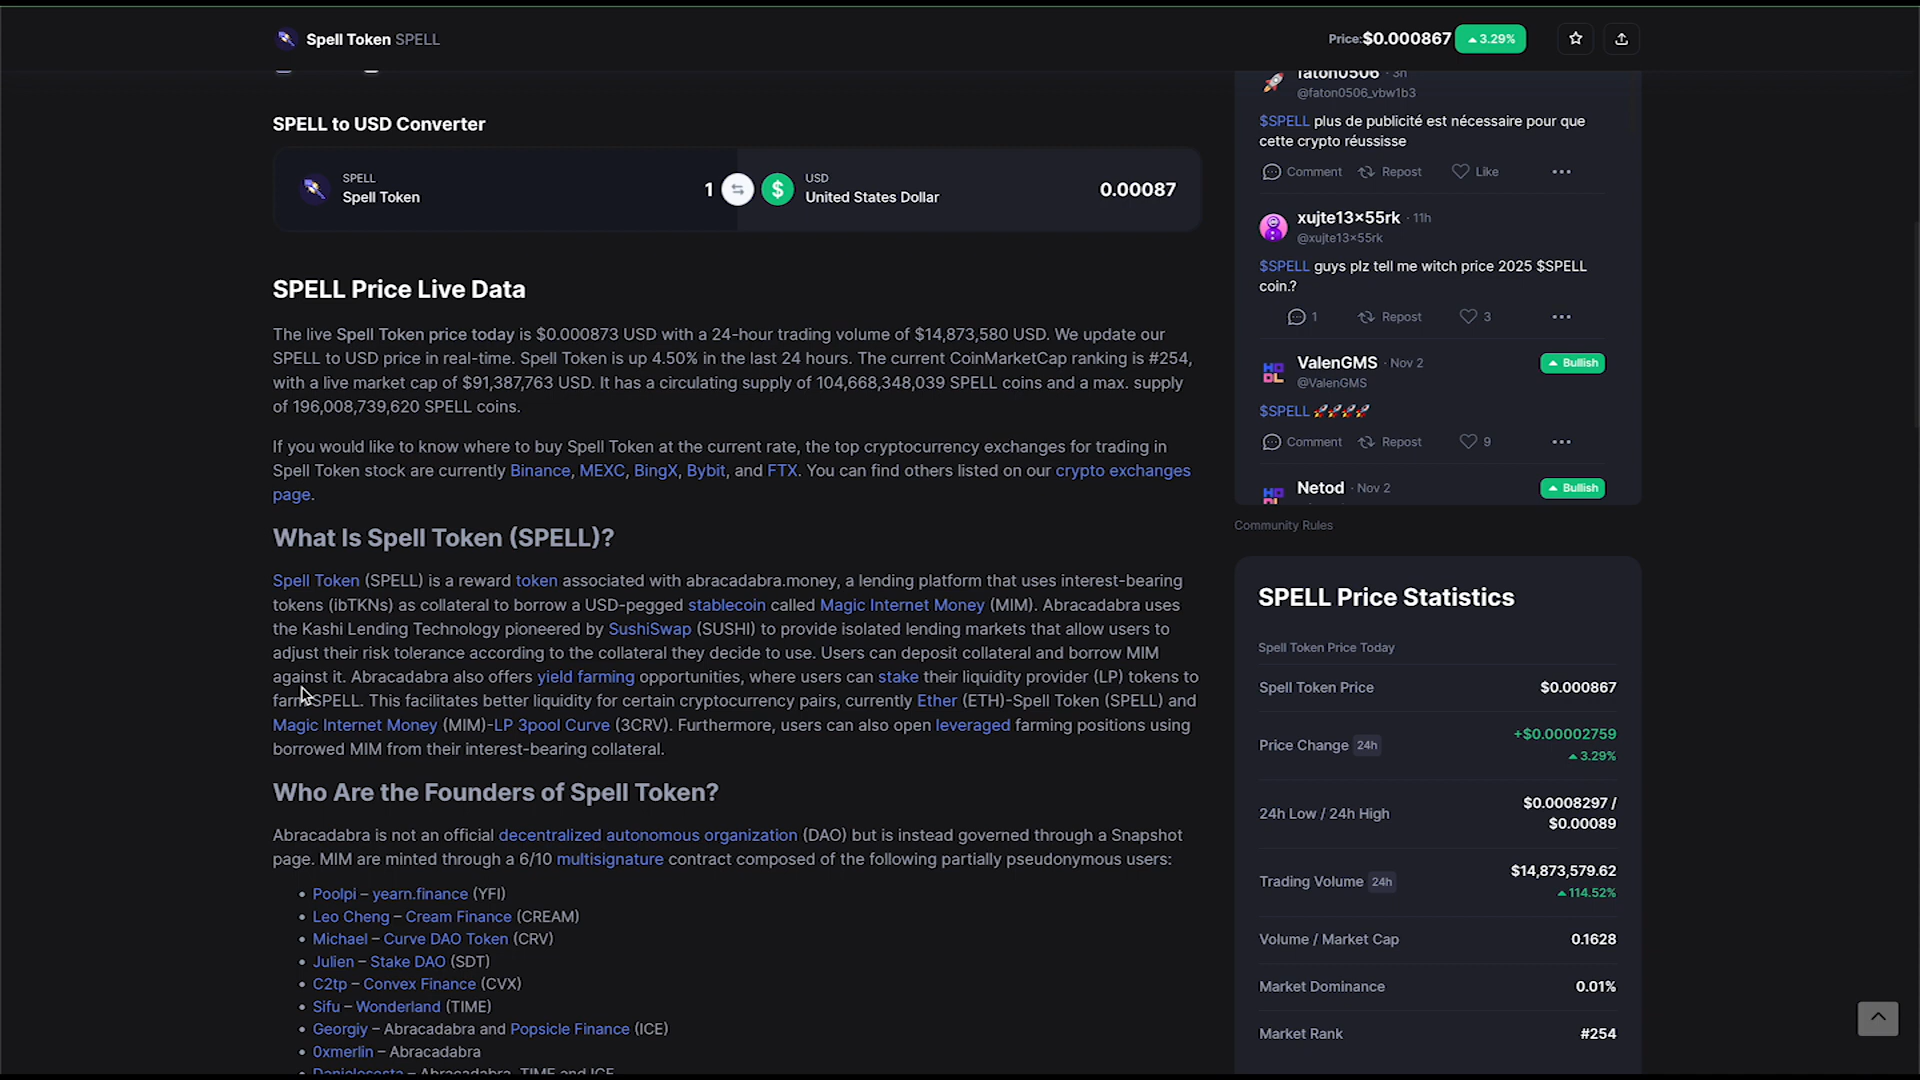 Spell Token SPELL
Price:$0.000867 3.29%
SPELL to USD Converter
SPELL
Spell Token
1
$
USD
United States Dollar
0.00087
SPELL Price Live Data
The live Spell Token price today is $0.000873 USD with a 24-hour trading volume of $14,873,580 USD. We update our
SPELL to USD price in real-time. Spell Token is up 4.50% in the last 24 hours. The current CoinMarketCap ranking is #254,
with a live market cap of $91,387,763 USD. It has a circulating supply of 104,668,348,039 SPELL coins and a max. supply
of 196,008,739,620 SPELL coins.
If you would like to know where to buy Spell Token at the current rate, the top cryptocurrency exchanges for trading in
Spell Token stock are currently Binance, MEXC, BingX, Bybit, and FTX. You can find others listed on our crypto exchanges
page.
What Is Spell Token (SPELL)?
Spell Token (SPELL) is a reward token associated with abracadabra.money, a lending platform that uses interest-bearing
tokens (ibTKNs) as collateral to borrow a USD-pegged stablecoin called Magic Internet Money (MIM). Abracadabra uses
the Kashi Lending Technology pioneered by SushiSwap (SUSHI) to provide isolated lending markets that allow users to
adjust their risk tolerance according to the collateral they decide to use. Users can deposit collateral and borrow MIM
against it. Abracadabra also offers yield farming opportunities, where users can stake their liquidity provider (LP) tokens to
farm SPELL. This facilitates better liquidity for certain cryptocurrency pairs, currently Ether (ETH)-Spell Token (SPELL) and
Magic Internet Money (MIM)-LP 3pool Curve (3CRV). Furthermore, users can also open leveraged farming positions using
borrowed MIM from their interest-bearing collateral.
Who Are the Founders of Spell Token?
Abracadabra is not an official decentralized autonomous organization (DAO) but is instead governed through a Snapshot
page. MIM are minted through a 6/10 multisignature contract composed of the following partially pseudonymous users:
• Poolpi – yearn.finance (YFI)
• Leo Cheng – Cream Finance (CREAM)
• Michael – Curve DAO Token (CRV)
• Julien – Stake DAO (SDT)
• C2tp – Convex Finance (CVX)
• Sifu – Wonderland (TIME)
• Georgiy – Abracadabra and Popsicle Finance (ICE)
• 0xmerlin – Abracadabra
• Danielesesta – Abracadabra, TIME and ICE
faton0506 · 3h
@faton0506_vbw1b3
$SPELL plus de publicité est nécessaire pour que
cette crypto réussisse
Comment Repost Like
xujte13x55rk · 11h
@xujte13x55rk
$SPELL guys plz tell me witch price 2025 $SPELL
coin.?
1 Repost 3
HODL
ValenGMS · Nov 2 Bullish
@ValenGMS
$SPELL 🚀🚀🚀🚀
Comment Repost 9
Netod · Nov 2 Bullish
Community Rules
SPELL Price Statistics
Spell Token Price Today
Spell Token Price $0.000867
Price Change 24h +$0.00002759
3.29%
24h Low / 24h High $0.0008297 /
$0.00089
Trading Volume 24h $14,873,579.62
114.52%
Volume / Market Cap 0.1628
Market Dominance 0.01%
Market Rank #254